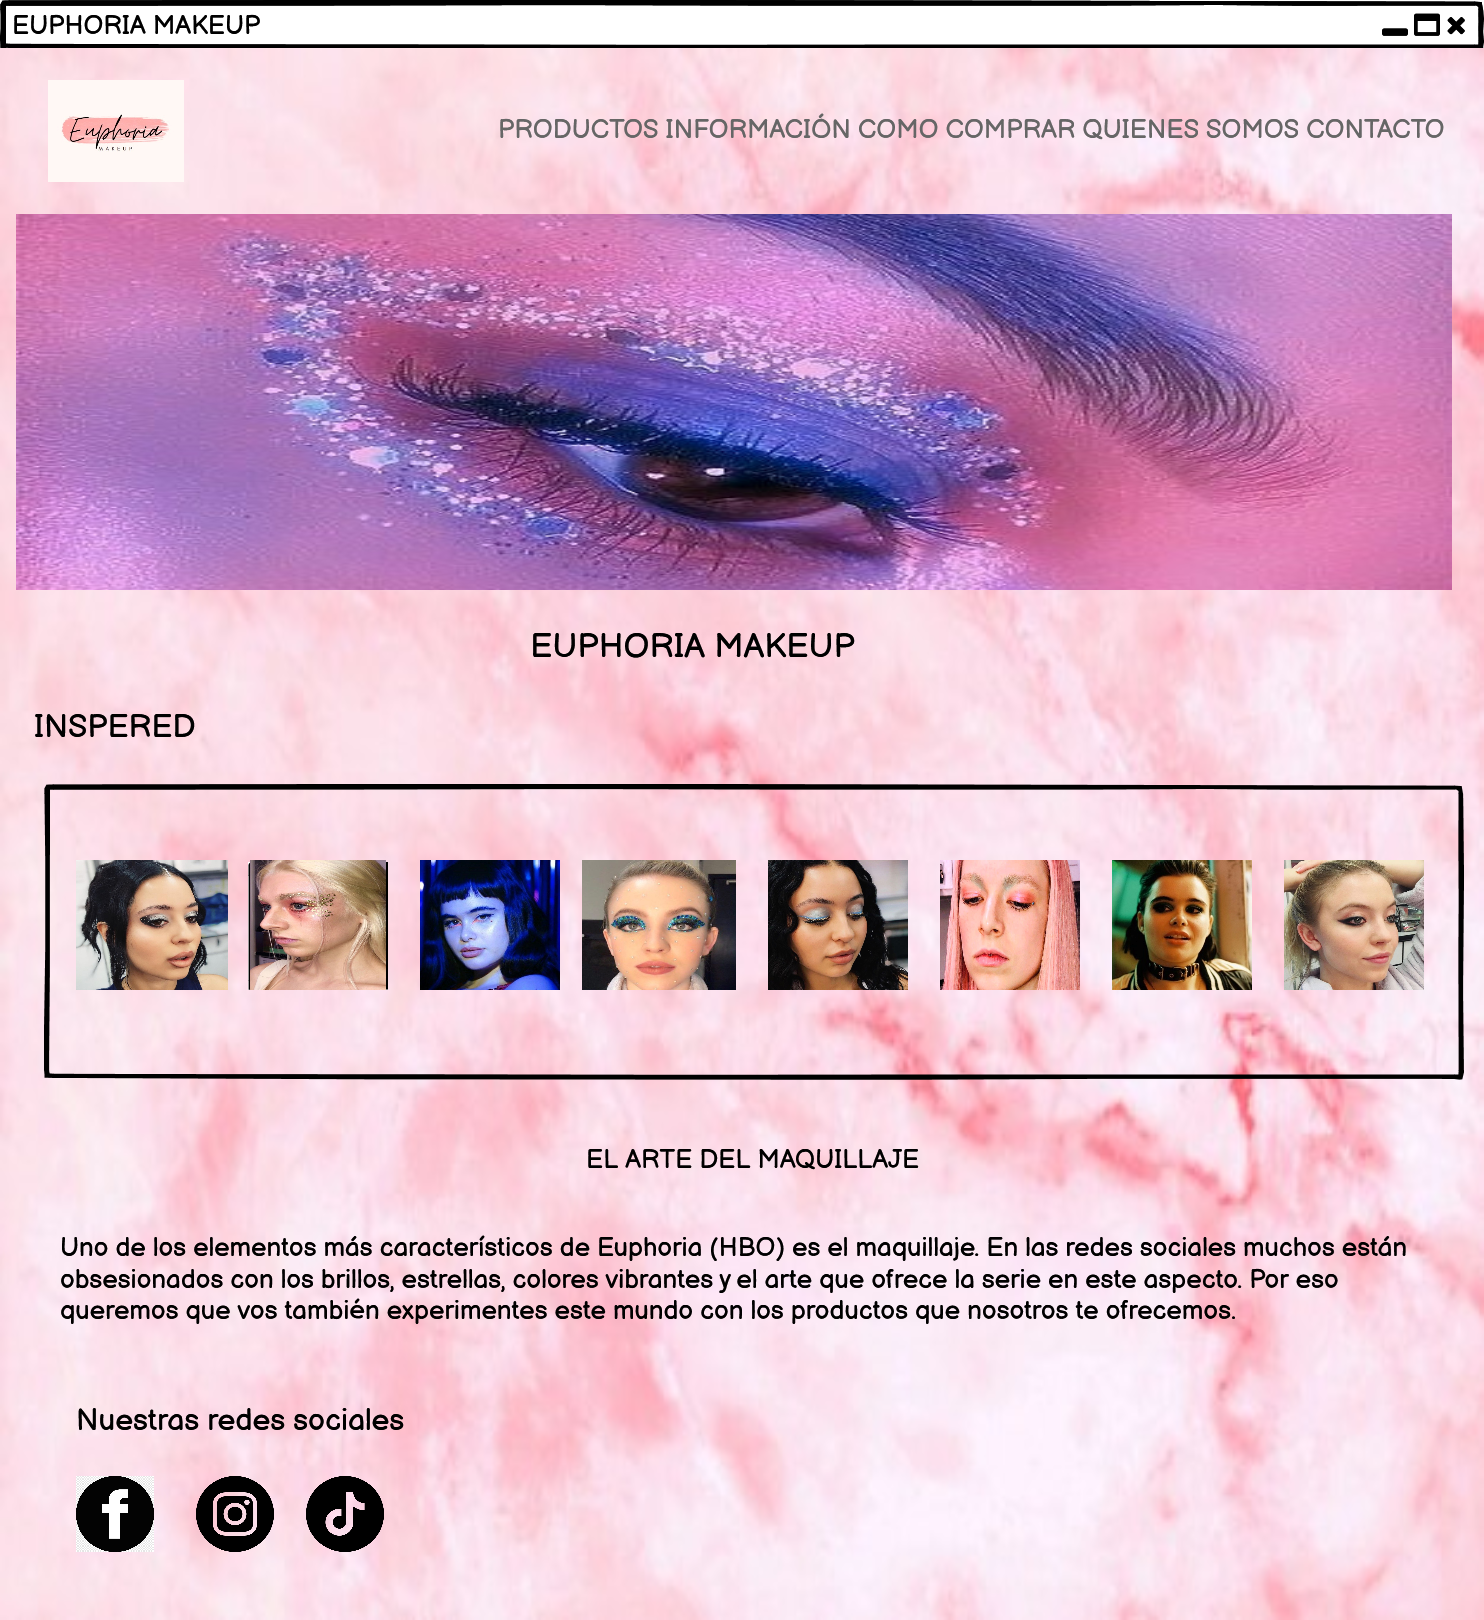 EUPHORIA MAKEUP
Euphoria
MAKEUP
PRODUCTOS INFORMACIÓN COMO COMPRAR QUIENES SOMOS CONTACTO
EUPHORIA MAKEUP
INSPERED
EL ARTE DEL MAQUILLAJE
Uno de los elementos más característicos de Euphoria (HBO) es el maquillaje. En las redes sociales muchos están
obsesionados con los brillos, estrellas, colores vibrantes y el arte que ofrece la serie en este aspecto. Por eso
queremos que vos también experimentes este mundo con los productos que nosotros te ofrecemos.
Nuestras redes sociales